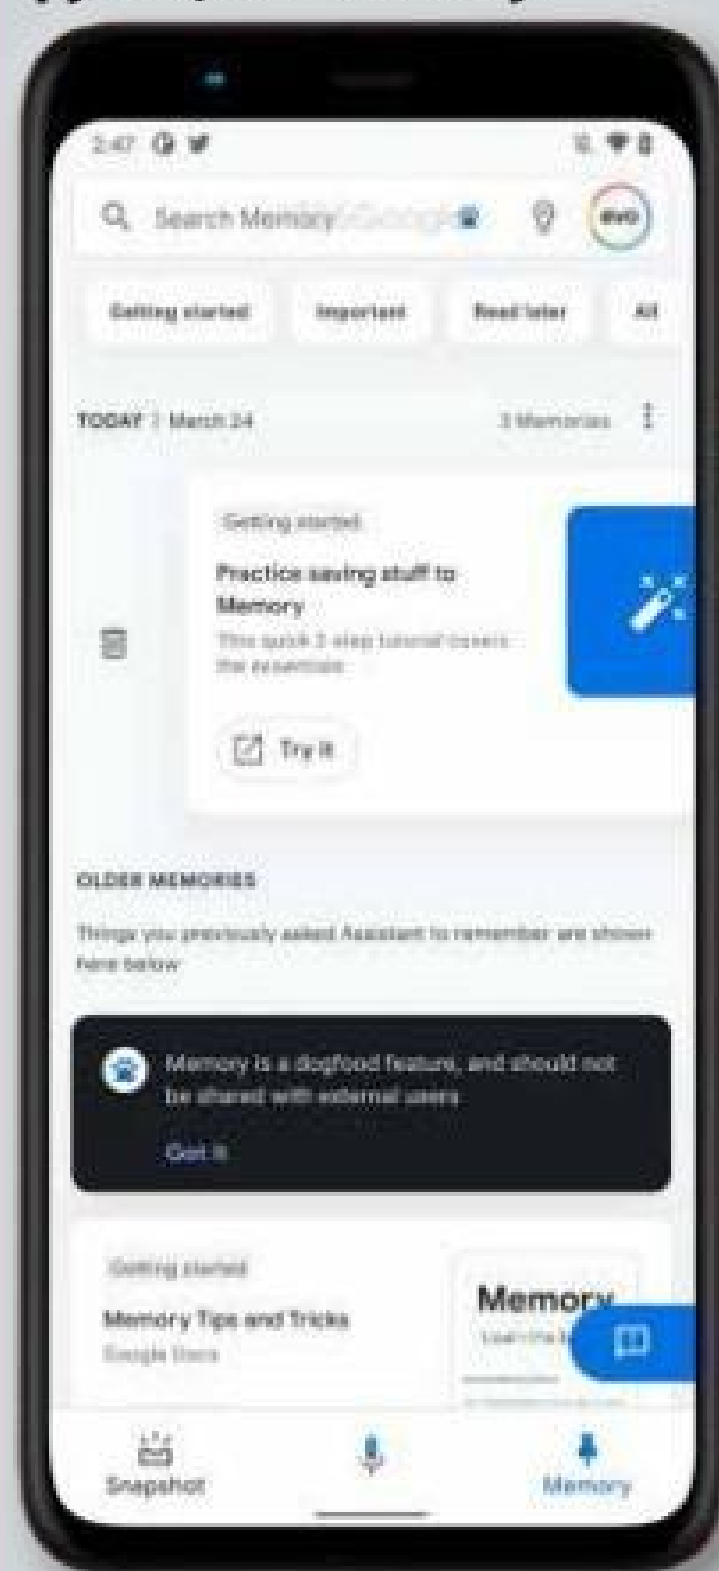 2:47
Search Memory
Getting started Important Read later All
TODAY | March 24 3 Memories
Getting started
Practice saving stuff to
Memory
This quick 3 step tutorial covers
the essentials
Try it
OLDER MEMORIES
Things you previously asked Assistant to remember are shown
here below
Memory is a dogfood feature, and should not
be shared with external users
Got it
Getting started
Memory Tips and Tricks
Google Docs
Memory
Snapshot
Memory